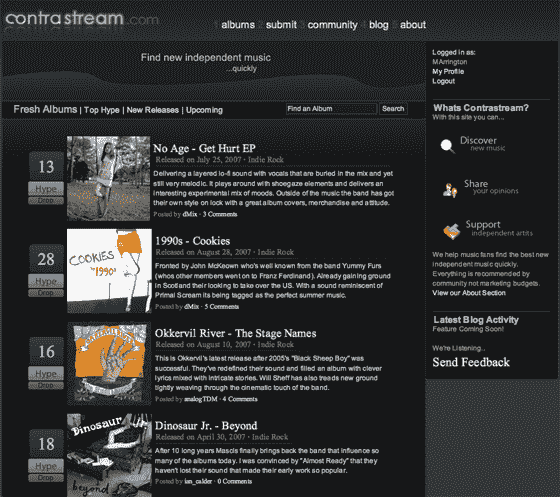 contrastream.com
1 albums 2 submit 3 community 4 blog 5 about
Find new independent music
...quickly
Fresh Albums | Top Hype | New Releases | Upcoming
Find an Album Search
13
Hype
Drop
No Age - Get Hurt EP
Released on July 25, 2007 · Indie Rock
Delivering a layered lo-fi sound with vocals that are buried in the mix and yet
still very melodic. It plays around with shoegaze elements and delivers an
interesting experimental mix of moods. Outside of the music the band has got
their own style on lock with a great album covers, merchandise and attitude.
Posted by dMix · 3 Comments
28
Hype
Drop
COOKIES
1990s
1990s - Cookies
Released on August 28, 2007 · Indie Rock
Fronted by John McKeown who's well known from the band Yummy Furs
(whos other members went on to Franz Ferdinand). Already gaining ground
in Scotland their looking to take over the US. With a sound reminiscent of
Primal Scream its being tagged as the perfect summer music.
Posted by dMix · 5 Comments
16
Hype
Drop
Okkervil River - The Stage Names
Released on August 10, 2007 · Indie Rock
This is Okkervil's latest release after 2005's "Black Sheep Boy" was
successful. They've redefined their sound and filled an album with clever
lyrics mixed with intricate stories. Will Sheff has also treads new ground
lightly weaving through the cinematic touch of the band.
Posted by analogTDM · 4 Comments
18
Hype
Drop
Dinosaur Jr.
beyond
Dinosaur Jr. - Beyond
Released on April 30, 2007 · Indie Rock
After 10 long years Mascis finally brings back the band that influence so
many of the albums today. I was convinced by "Almost Ready" that they
haven't lost their sound that made their early work so popular.
Posted by ian_calder · 4 Comments
Logged in as:
MArrington
My Profile
Logout
Whats Contrastream?
With this site you can...
Discover
new music
Share
your opinions
Support
independent artits
We help music fans find the best new
independent music quickly.
Everything is recommended by
community not marketing budgets.
View our About Section
Latest Blog Activity
Feature Coming Soon!
We're Listening..
Send Feedback